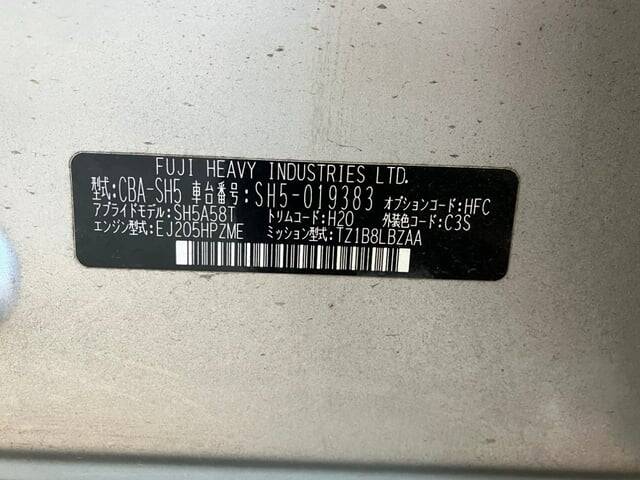 FUJI HEAVY INDUSTRIES LTD.
型式:CBA-SH5 車台番号:SH5-019383 オプションコード:HFC
アプライドモデル:SH5A58T トリムコード:H20 外装色コード:C3S
エンジン型式:EJ205HPZME ミッション型式:TZ1B8LBZAA